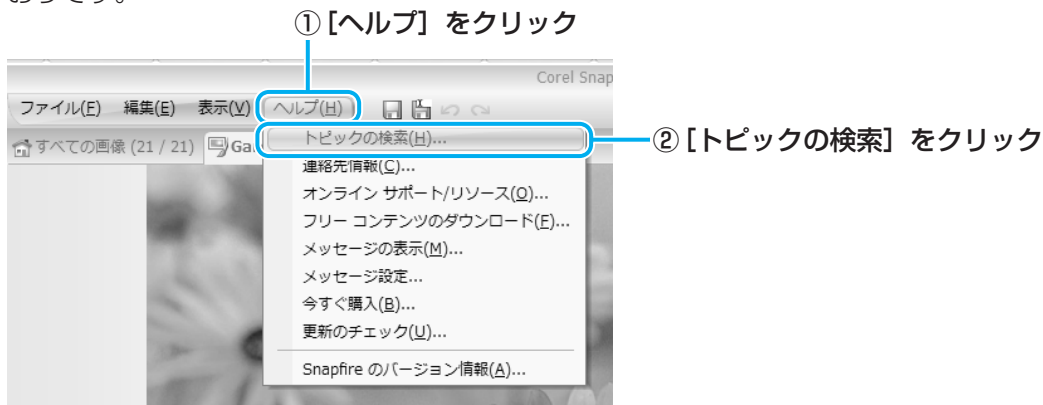 おりです。
①［ヘルプ］をクリック
Corel Snap
ファイル(F) 編集(E) 表示(V) ヘルプ(H)
すべての画像 (21 / 21) Ga
トピックの検索(H)...
②［トピックの検索］をクリック
連絡先情報(C)...
オンライン サポート/リソース(O)...
フリー コンテンツのダウンロード(F)...
メッセージの表示(M)...
メッセージ設定...
今すぐ購入(B)...
更新のチェック(U)...
Snapfire のバージョン情報(A)...